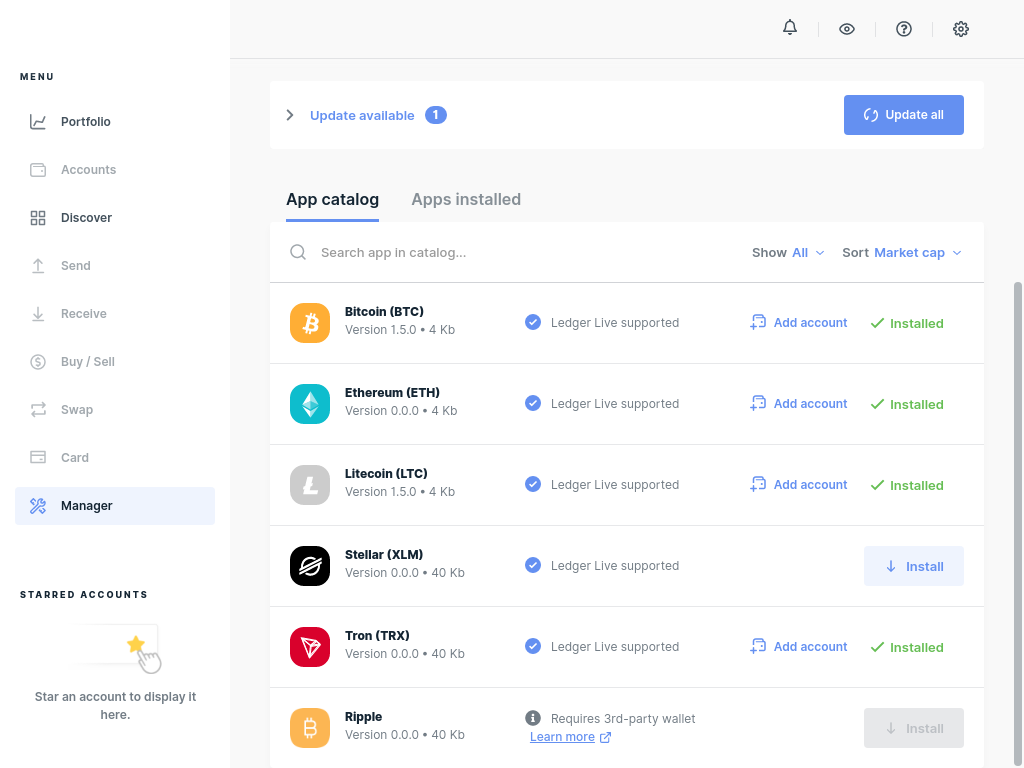 MENU
Portfolio
Accounts
Discover
Send
Receive
Buy / Sell
Swap
Card
Manager
STARRED ACCOUNTS
Star an account to display it
here.
Update available 1
Update all
App catalog Apps installed
Search app in catalog...
Show All Sort Market cap
Bitcoin (BTC)
Version 1.5.0 • 4 Kb
Ledger Live supported
Add account
Installed
Ethereum (ETH)
Version 0.0.0 • 4 Kb
Ledger Live supported
Add account
Installed
Litecoin (LTC)
Version 1.5.0 • 4 Kb
Ledger Live supported
Add account
Installed
Stellar (XLM)
Version 0.0.0 • 40 Kb
Ledger Live supported
Install
Tron (TRX)
Version 0.0.0 • 40 Kb
Ledger Live supported
Add account
Installed
Ripple
Version 0.0.0 • 40 Kb
Requires 3rd-party wallet
Learn more
Install